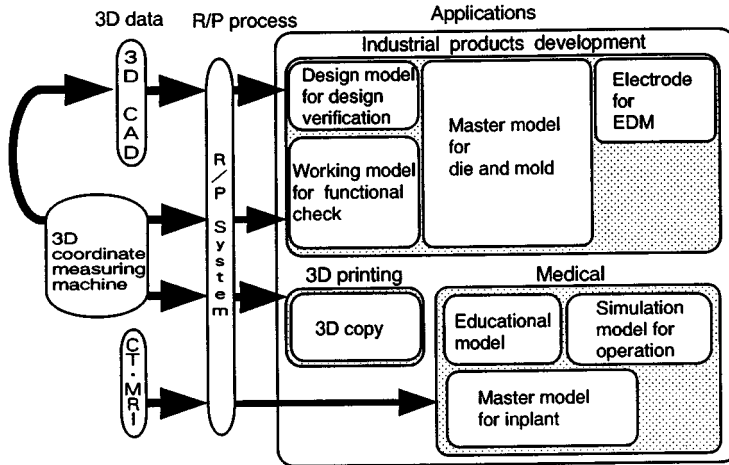 3D data
R/P process
Applications
3D CAD
R/P System
Industrial products development
Design model
for design
verification
Master model
for
die and mold
Electrode
for
EDM
Working model
for functional
check
3D
coordinate
measuring
machine
3D printing
3D copy
Medical
Educational
model
Simulation
model for
operation
CT·MRI
Master model
for inplant